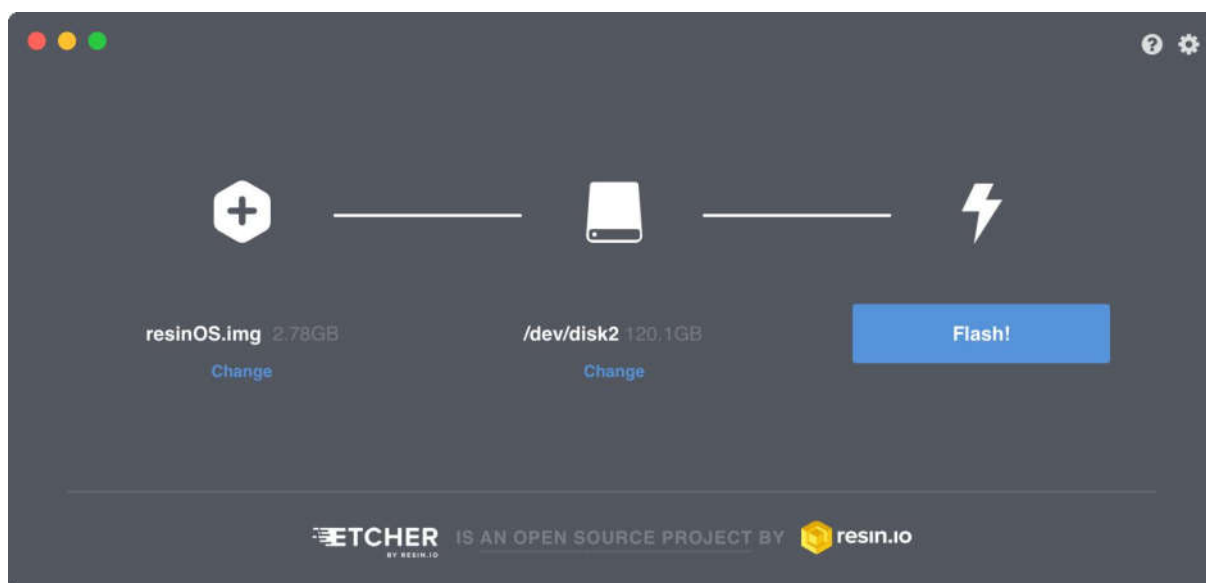 resinOS.img 2.78GB
Change
/dev/disk2 120.1GB
Change
Flash!
ETCHER
BY RESIN.IO
IS AN OPEN SOURCE PROJECT BY
resin.io